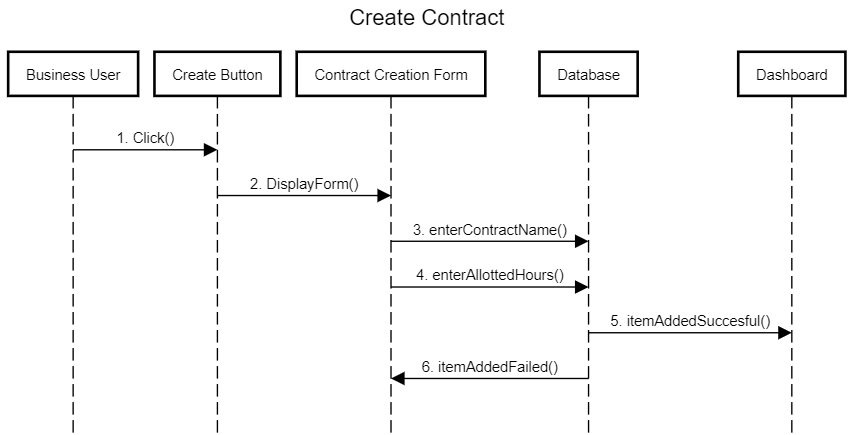 Create Contract
Business User
Create Button
Contract Creation Form
Database
Dashboard
1. Click()
2. DisplayForm()
3. enterContractName()
4. enterAllottedHours()
5. itemAddedSuccesful()
6. itemAddedFailed()